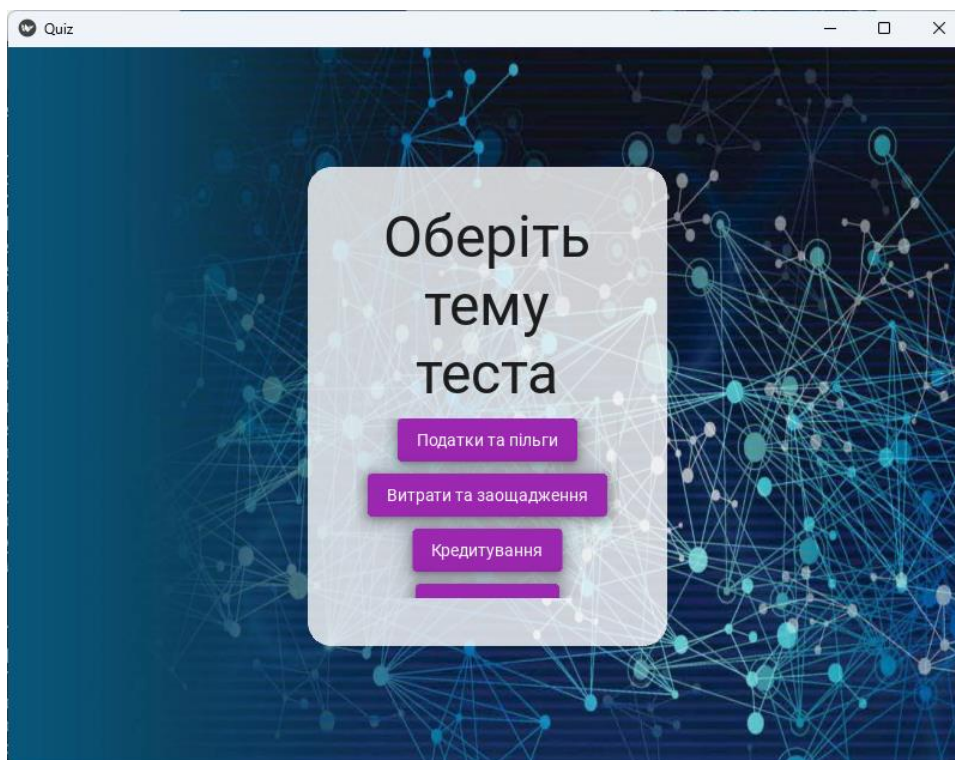 Quiz
Оберіть
тему
теста
Податки та пільги
Витрати та заощадження
Кредитування